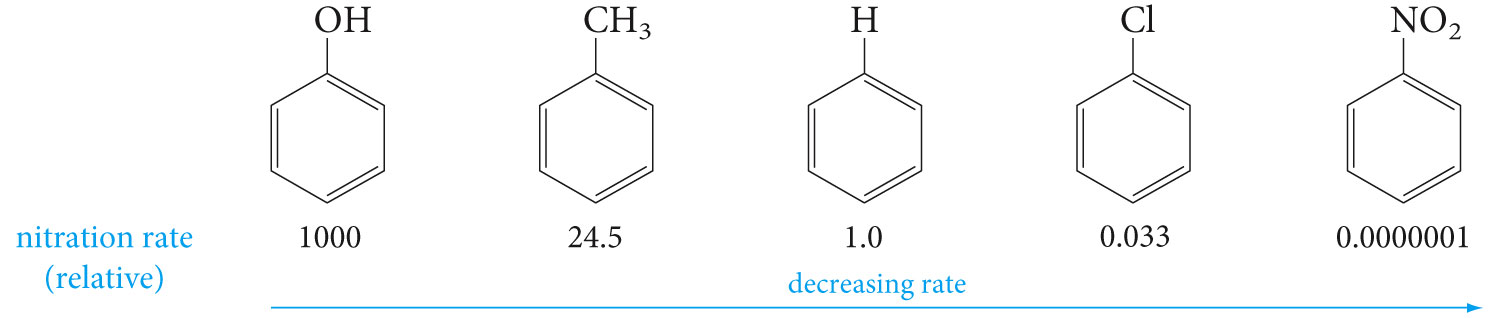 OH CH₃ H Cl NO₂
nitration rate 1000 24.5 1.0 0.033 0.0000001
(relative)
decreasing rate